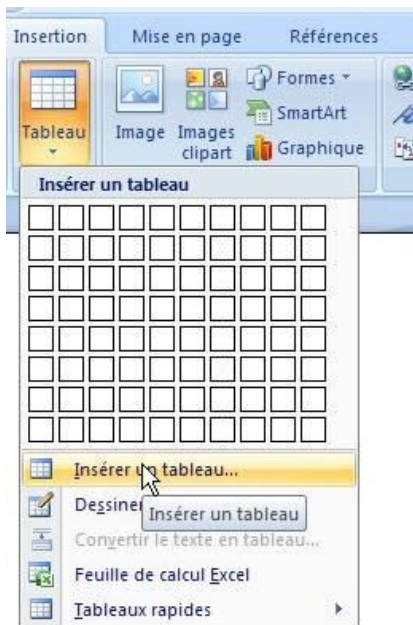 Insertion Mise en page Références
Tableau Image Images clipart Formes
SmartArt
Graphique
Insérer un tableau
Insérer un tableau...
Dessiner
Insérer un tableau
Convertir le texte en tableau...
Feuille de calcul Excel
Tableaux rapides